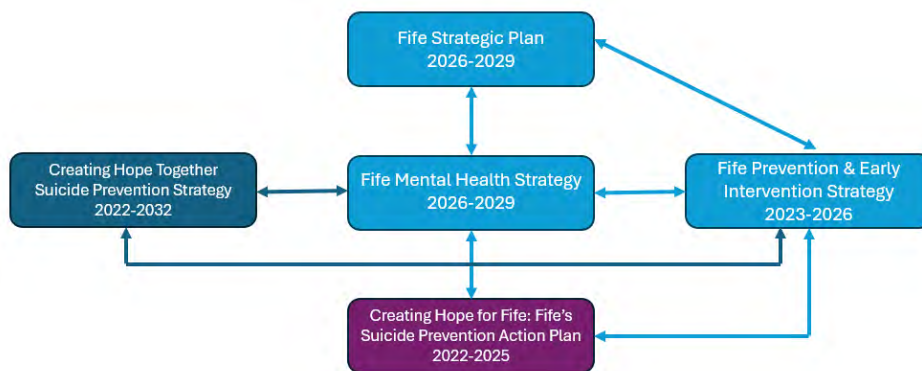 Fife Strategic Plan
2026-2029
Creating Hope Together
Suicide Prevention Strategy
2022-2032
Fife Mental Health Strategy
2026-2029
Fife Prevention & Early
Intervention Strategy
2023-2026
Creating Hope for Fife: Fife’s
Suicide Prevention Action Plan
2022-2025